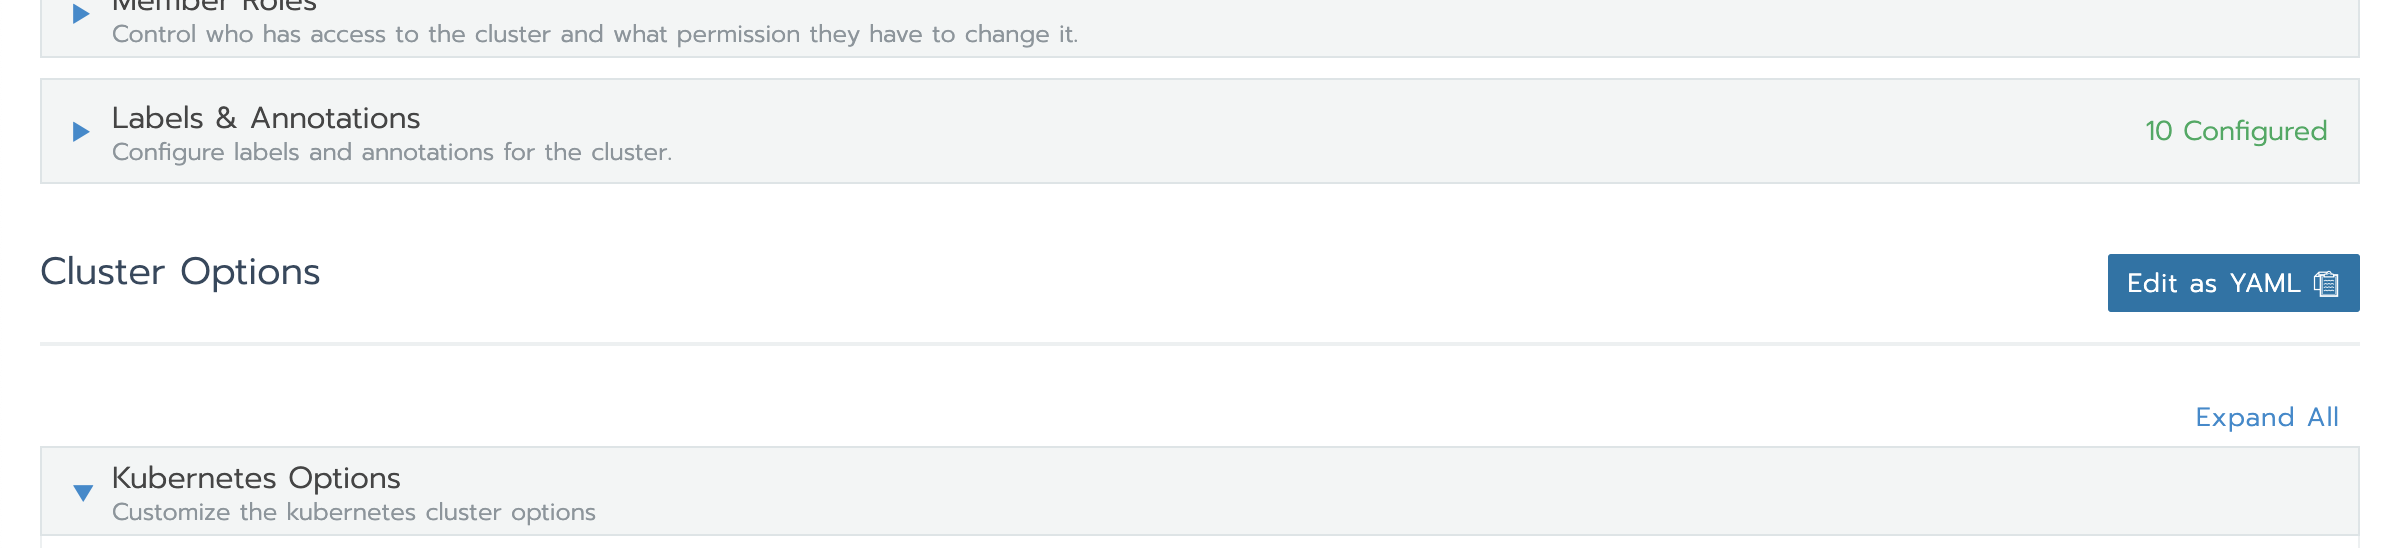 Member Roles
Control who has access to the cluster and what permission they have to change it.
Labels & Annotations
Configure labels and annotations for the cluster.
10 Configured
Cluster Options
Edit as YAML
Expand All
Kubernetes Options
Customize the kubernetes cluster options